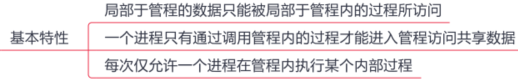 局部于管程的数据只能被局部于管程内的过程所访问
基本特性
一个进程只有通过调用管程内的过程才能进入管程访问共享数据
每次仅允许一个进程在管程内执行某个内部过程